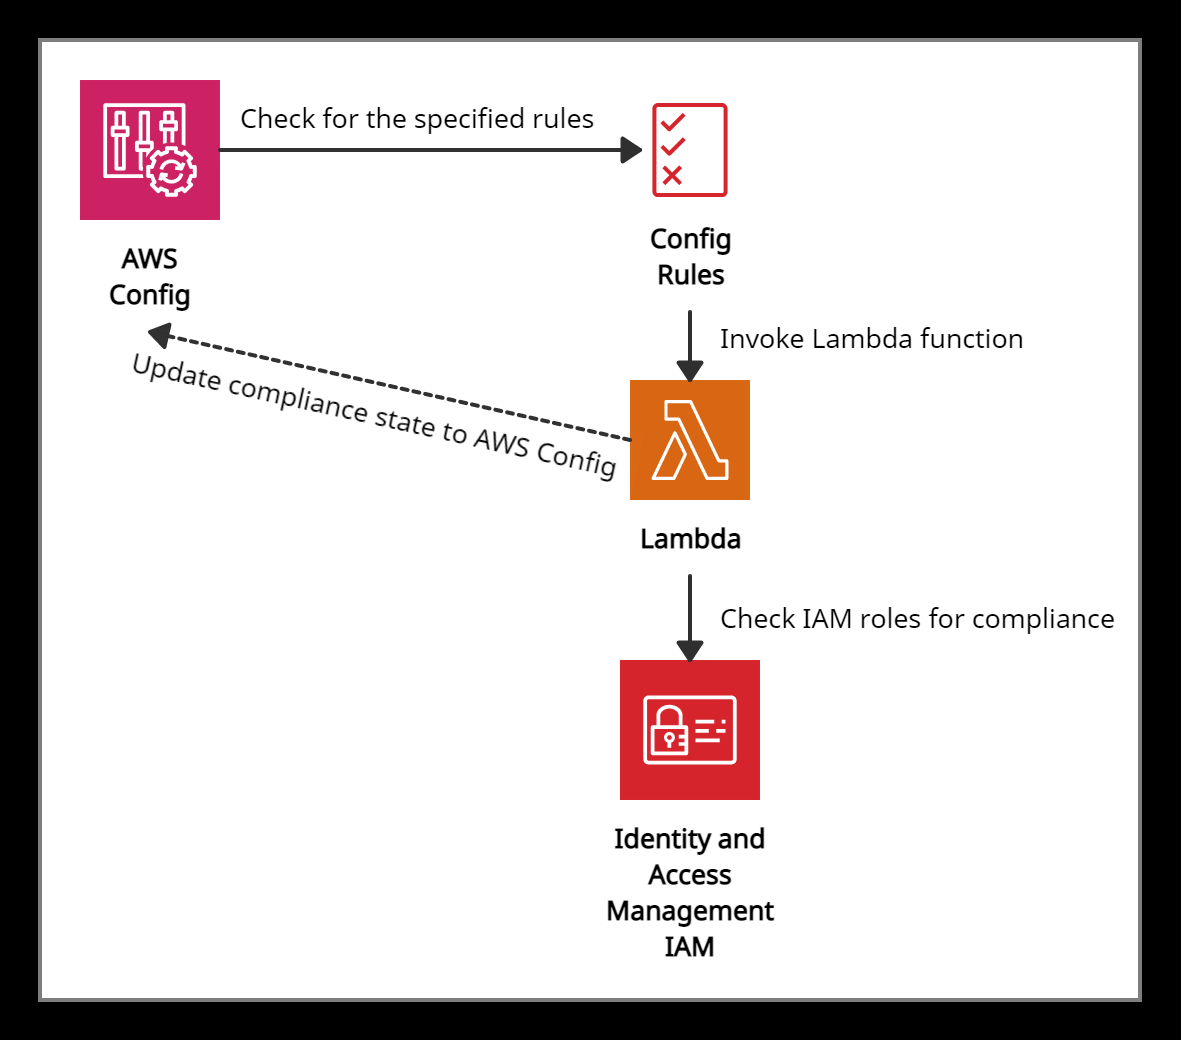 Check for the specified rules
AWS
Config
Config
Rules
Invoke Lambda function
Update compliance state to AWS Config
Lambda
Check IAM roles for compliance
Identity and
Access
Management
IAM